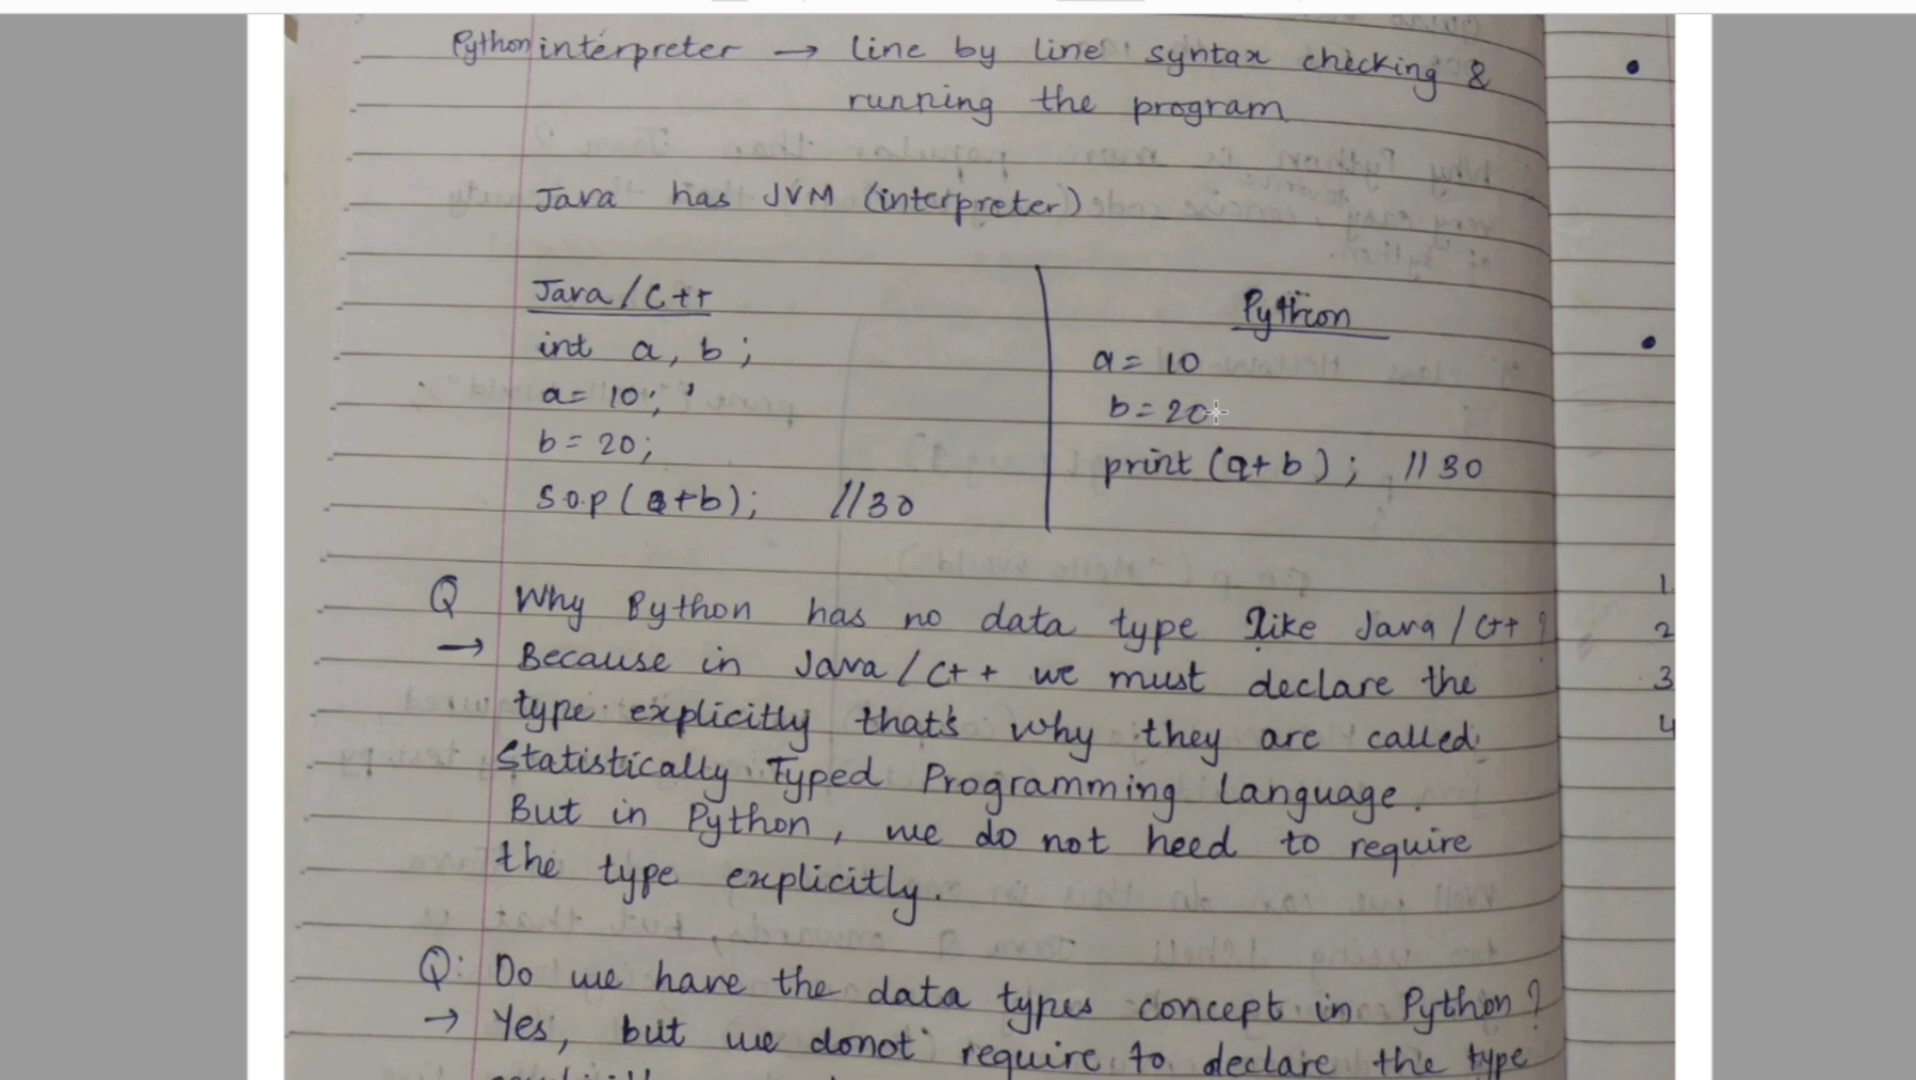 Python interpreter → line by line syntax checking &
running the program
Java has JVM (interpreter)
Java / C++
int a, b ;
a = 10 ;
b = 20 ;
S.o.p ( a+b ) ; //30
Python
a = 10
b = 20
print ( a+b ) ; // 30
Q Why Python has no data type like Java / C++ ?
→ Because in Java / C++ we must declare the
type explicitly that's why they are called
Statistically Typed Programming Language.
But in Python, we do not need to require
the type explicitly.
Q: Do we have the data types concept in Python ?
→ Yes, but we donot require to declare the type
1.
2
3
4